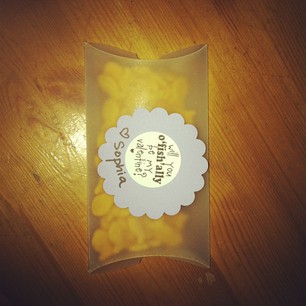 will you
o'fish'ally
be my
valentine?
♡ Sophia